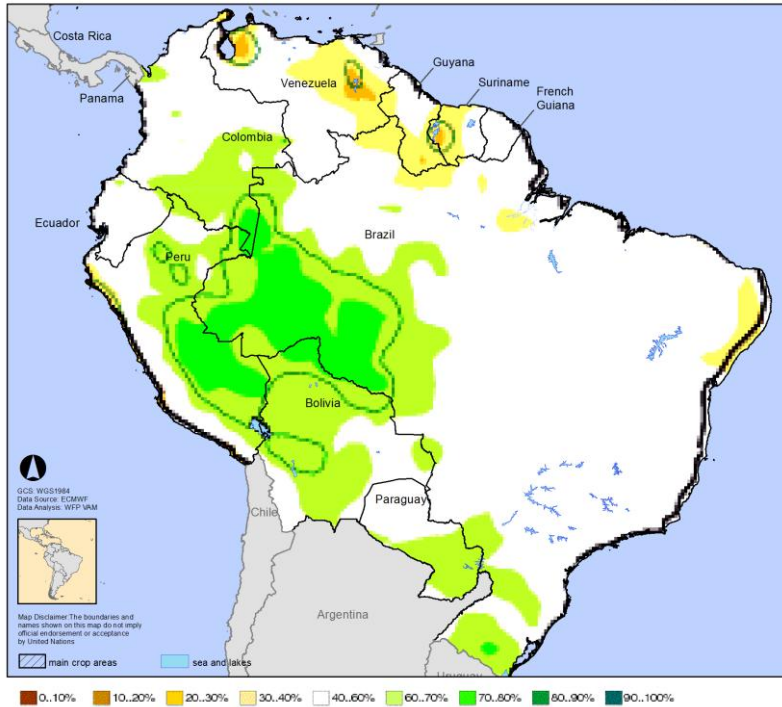 Costa Rica
Panama
Venezuela
Guyana
Suriname
French
Guiana
Colombia
Ecuador
Peru
Brazil
Bolivia
Paraguay
Chile
Argentina
Uruguay
GCS: WGS1984
Data Source: ECMWF
Data Analysis: WFP VAM
Map Disclaimer:The boundaries and
names shown on this map do not imply
official endorsement or acceptance
by United Nations
main crop areas
sea and lakes
0..10%
10..20%
20..30%
30..40%
40..60%
60..70%
70..80%
80..90%
90..100%